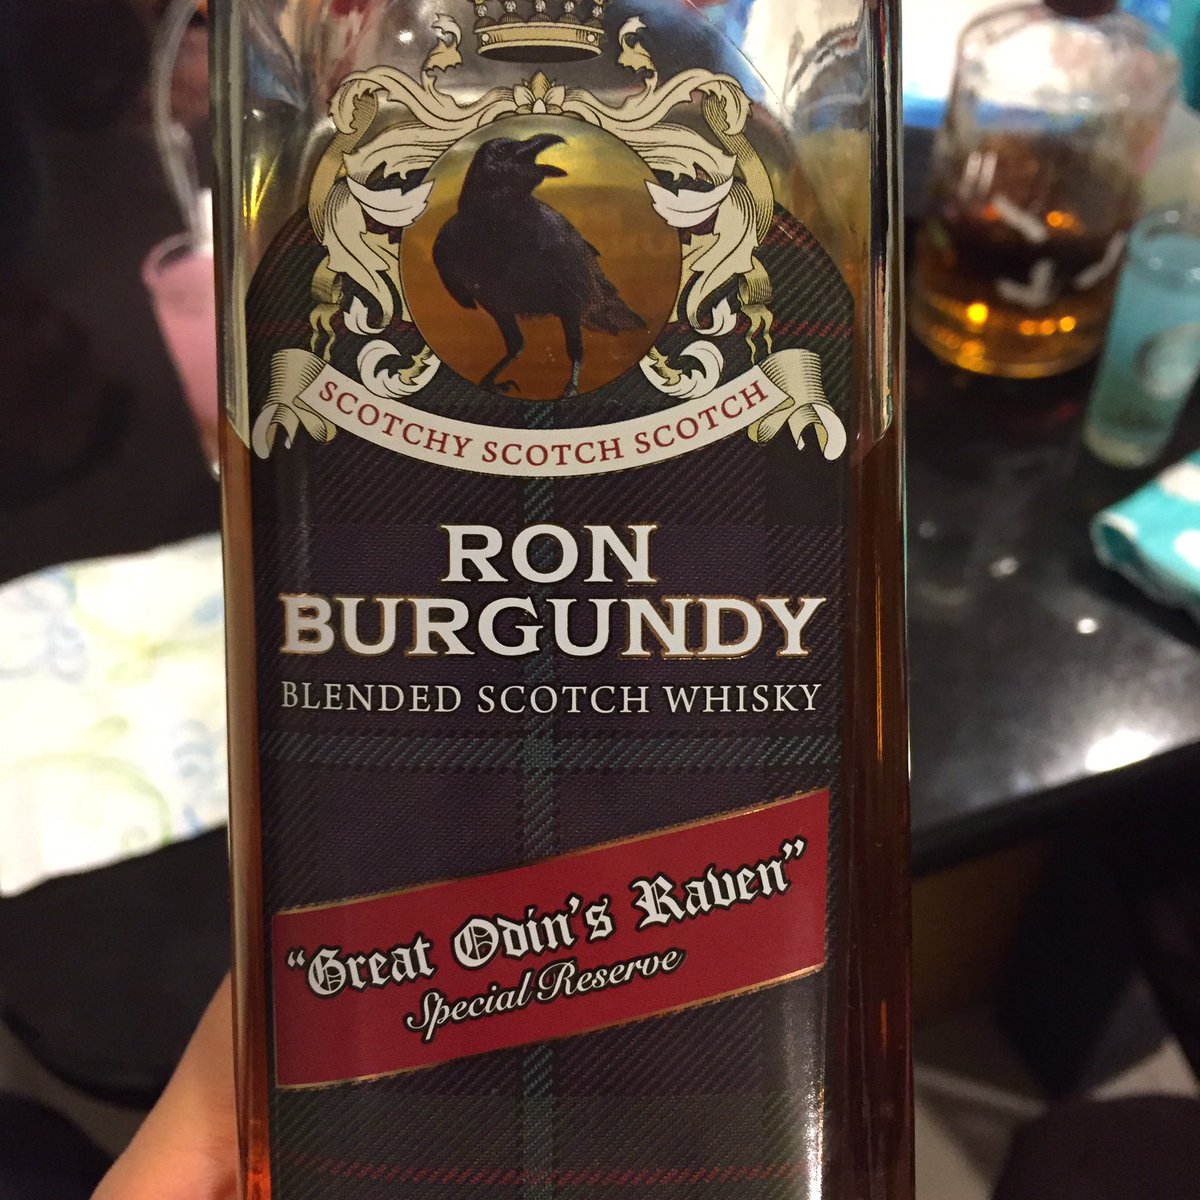 SCOTCHY SCOTCH SCOTCH
RON
BURGUNDY
BLENDED SCOTCH WHISKY
"Great Odin's Raven"
Special Reserve